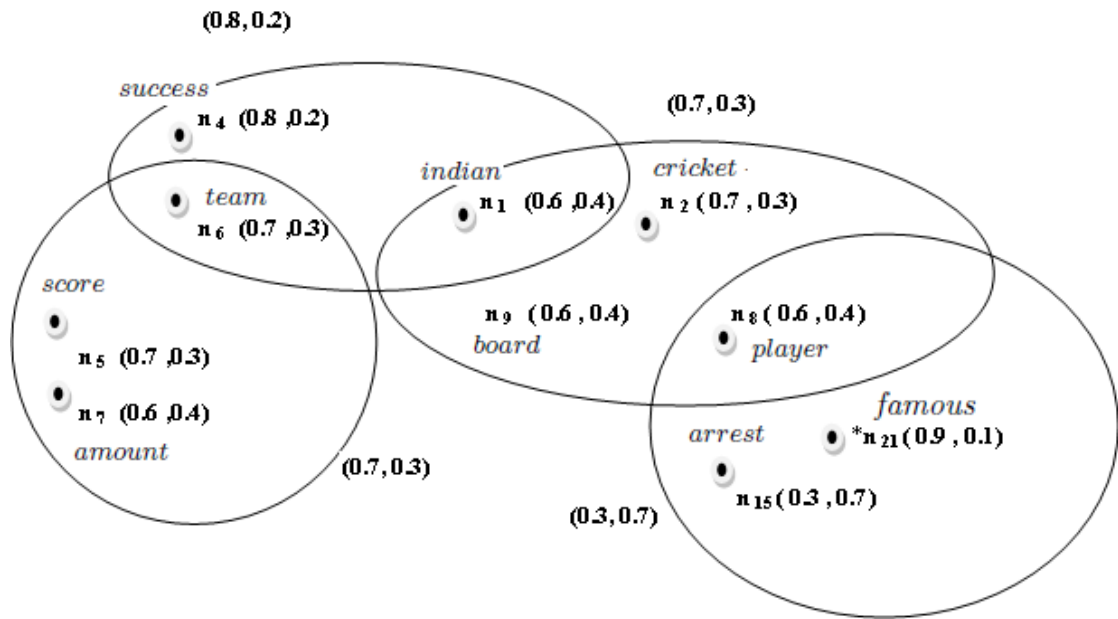 (0.8, 0.2)
success
n4 (0.8 ,0.2)
(0.7, 0.3)
indian
cricket
n1 (0.6 ,0.4)
n2 (0.7 , 0.3)
team
n6 (0.7 ,0.3)
score
n9 (0.6 , 0.4)
board
n8 (0.6 , 0.4)
player
n5 (0.7 ,0.3)
n7 (0.6 ,0.4)
amount
(0.7, 0.3)
famous
*n21 (0.9 , 0.1)
arrest
n15 (0.3 , 0.7)
(0.3, 0.7)